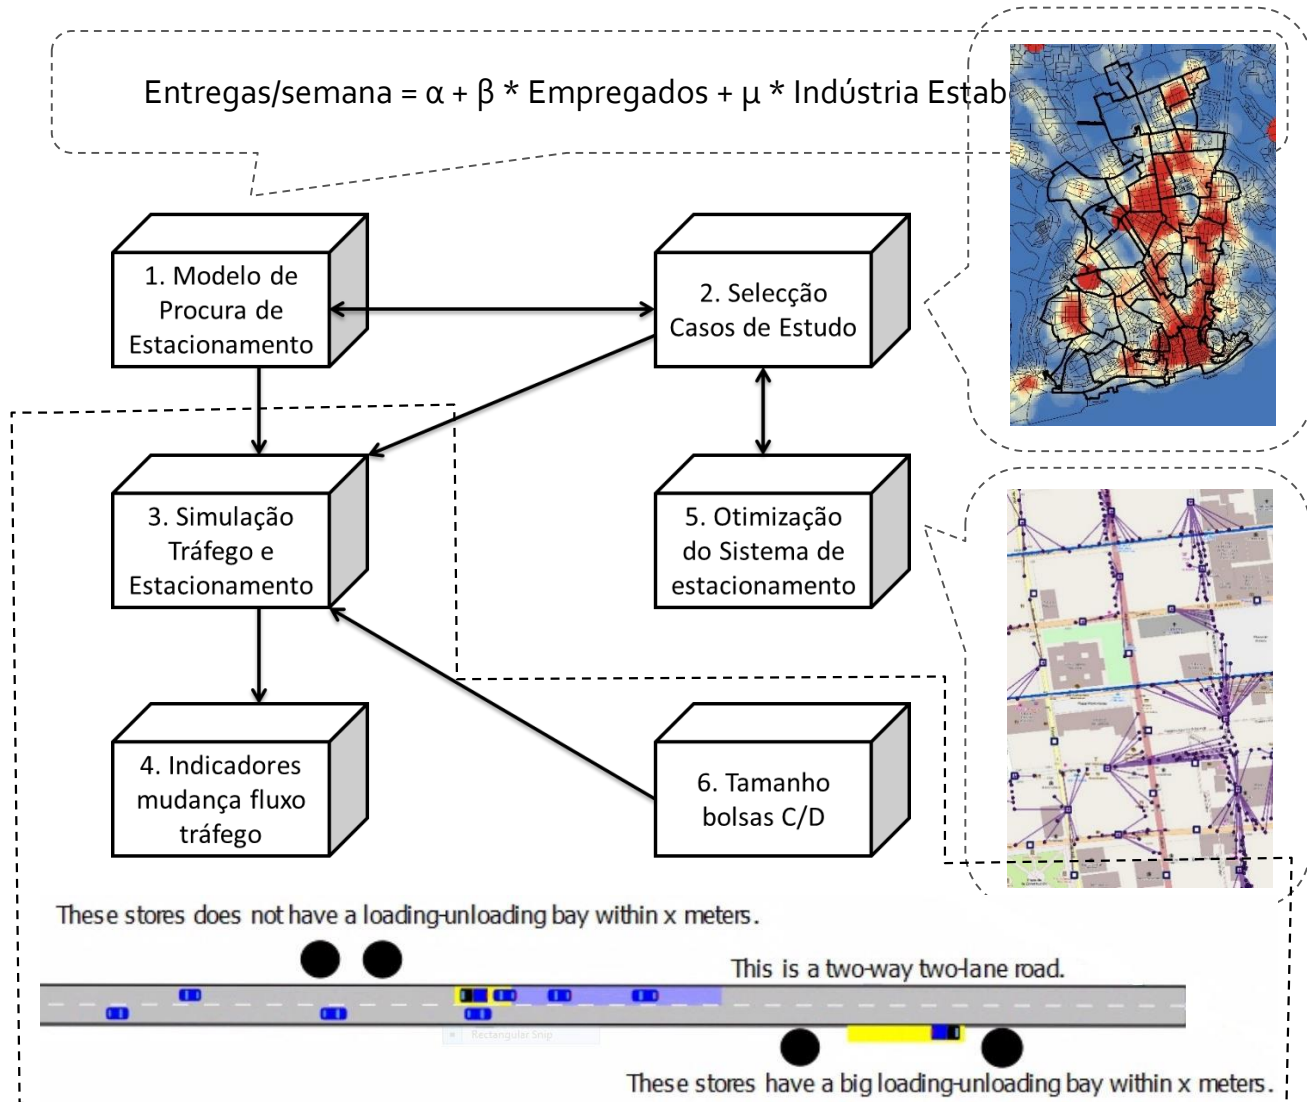 Entregas/semana = α + β * Empregados + μ * Indústria Estab
1. Modelo de
Procura de
Estacionamento
2. Selecção
Casos de Estudo
3. Simulação
Tráfego e
Estacionamento
5. Otimização
do Sistema de
estacionamento
4. Indicadores
mudança fluxo
tráfego
6. Tamanho
bolsas C/D
These stores does not have a loading-unloading bay within x meters.
This is a two-way two-lane road.
Rectangular Snip
These stores have a big loading-unloading bay within x meters.